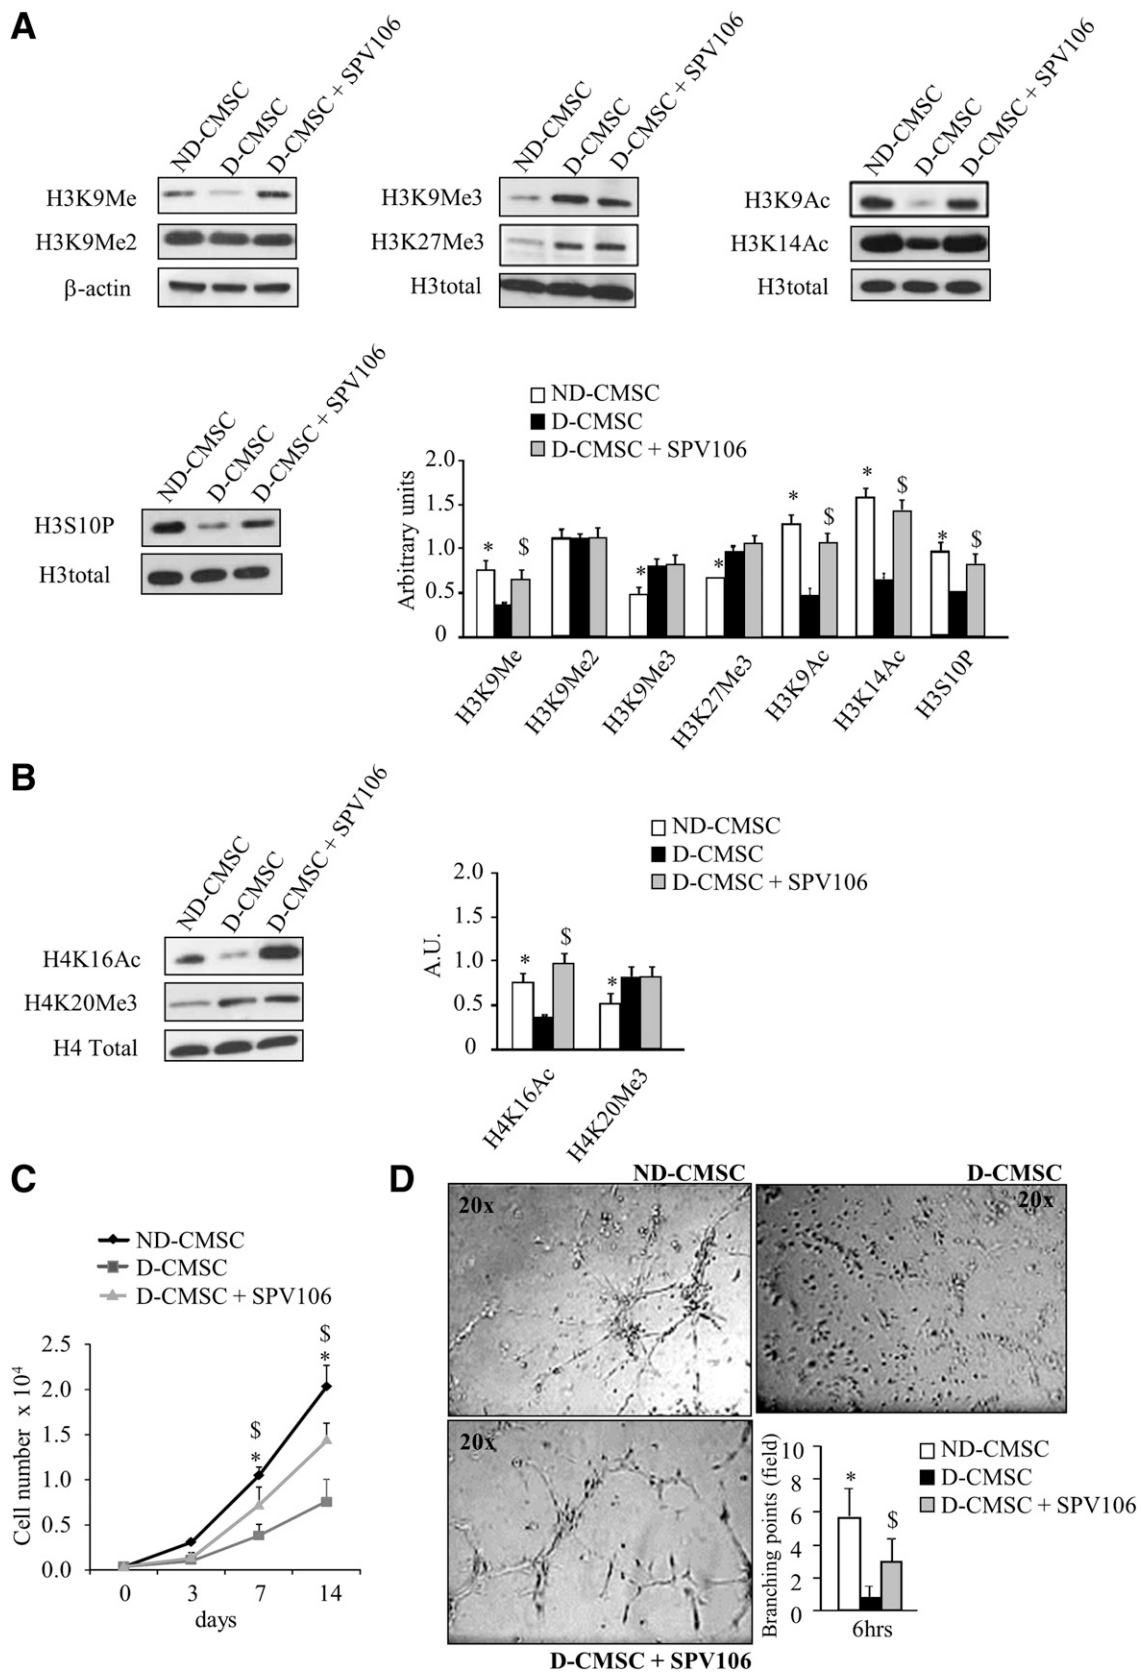 A
ND-CMSC
D-CMSC
D-CMSC + SPV106
H3K9Me
H3K9Me2
β-actin
ND-CMSC
D-CMSC
D-CMSC + SPV106
H3K9Me3
H3K27Me3
H3total
ND-CMSC
D-CMSC
D-CMSC + SPV106
H3K9Ac
H3K14Ac
H3total
ND-CMSC
D-CMSC
D-CMSC + SPV106
H3S10P
H3total
ND-CMSC
D-CMSC
D-CMSC + SPV106
Arbitrary units
2.0
1.5
1.0
0.5
0
* $
*
*
* $
* $
* $
H3K9Me
H3K9Me2
H3K9Me3
H3K27Me3
H3K9Ac
H3K14Ac
H3S10P
B
ND-CMSC
D-CMSC
D-CMSC + SPV106
H4K16Ac
H4K20Me3
H4 Total
ND-CMSC
D-CMSC
D-CMSC + SPV106
A.U.
2.0
1.5
1.0
0.5
0
* $
*
H4K16Ac
H4K20Me3
C
ND-CMSC
D-CMSC
D-CMSC + SPV106
Cell number x 10⁴
2.5
2.0
1.5
1.0
0.5
0.0
$
*
$
*
0 3 7 14
days
D
ND-CMSC
20x
D-CMSC
20x
20x
D-CMSC + SPV106
ND-CMSC
D-CMSC
D-CMSC + SPV106
Branching points (field)
10
8
6
4
2
0
* $
6hrs